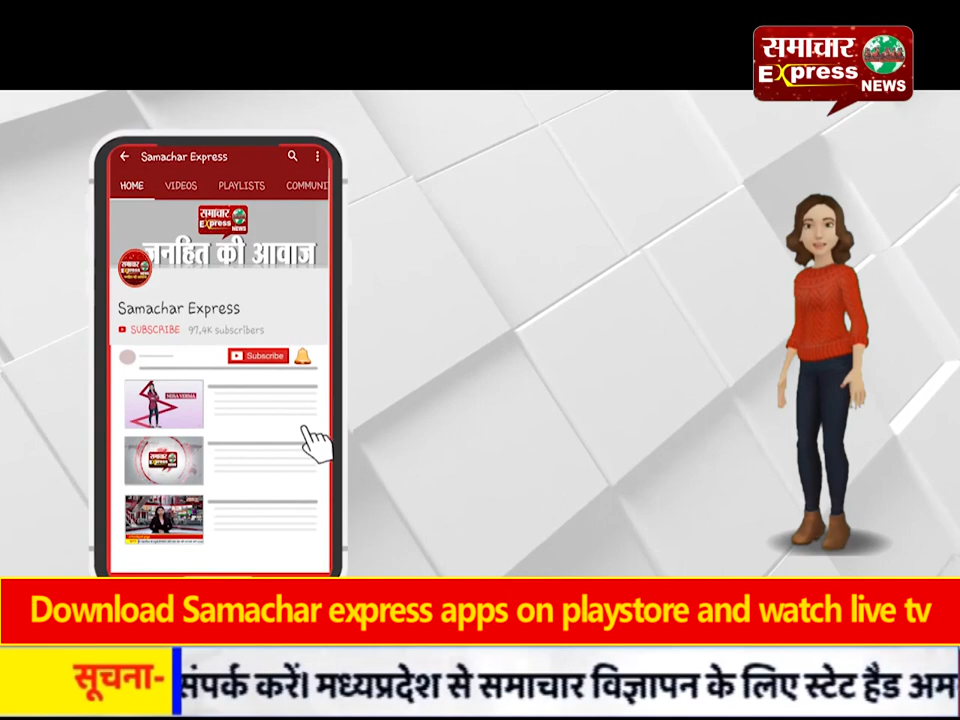 समाचार
Express
NEWS
Samachar Express
HOME VIDEOS PLAYLISTS COMMUNI
समाचार
Express
NEWS
जनहित की आवाज
Samachar Express
SUBSCRIBE 97.4K subscribers
Subscribe
Download Samachar express apps on playstore and watch live tv
सूचना- संपर्क करें। मध्यप्रदेश से समाचार विज्ञापन के लिए स्टेट हैड अम